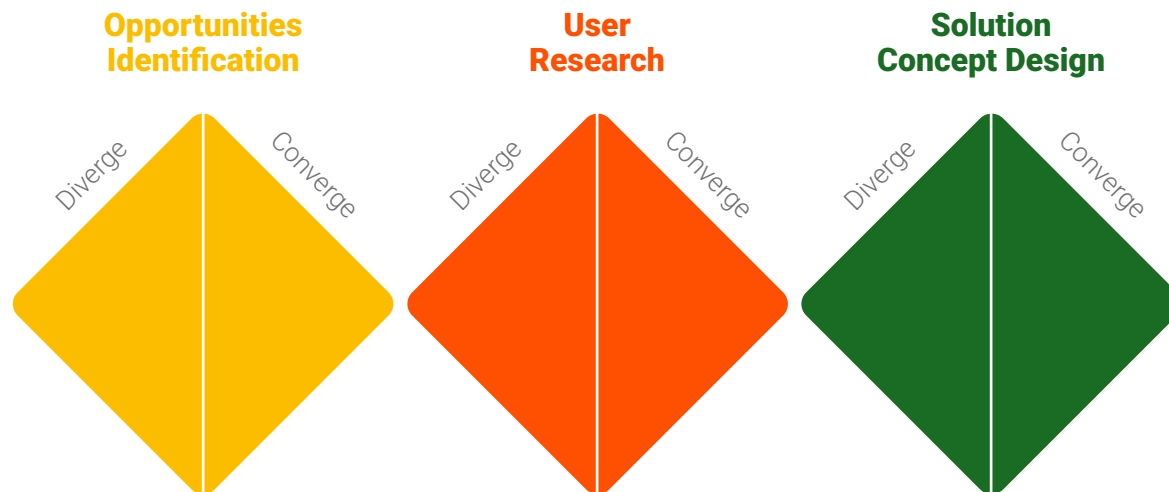 Opportunities
Identification
User
Research
Solution
Concept Design
Diverge
Converge
Diverge
Converge
Diverge
Converge